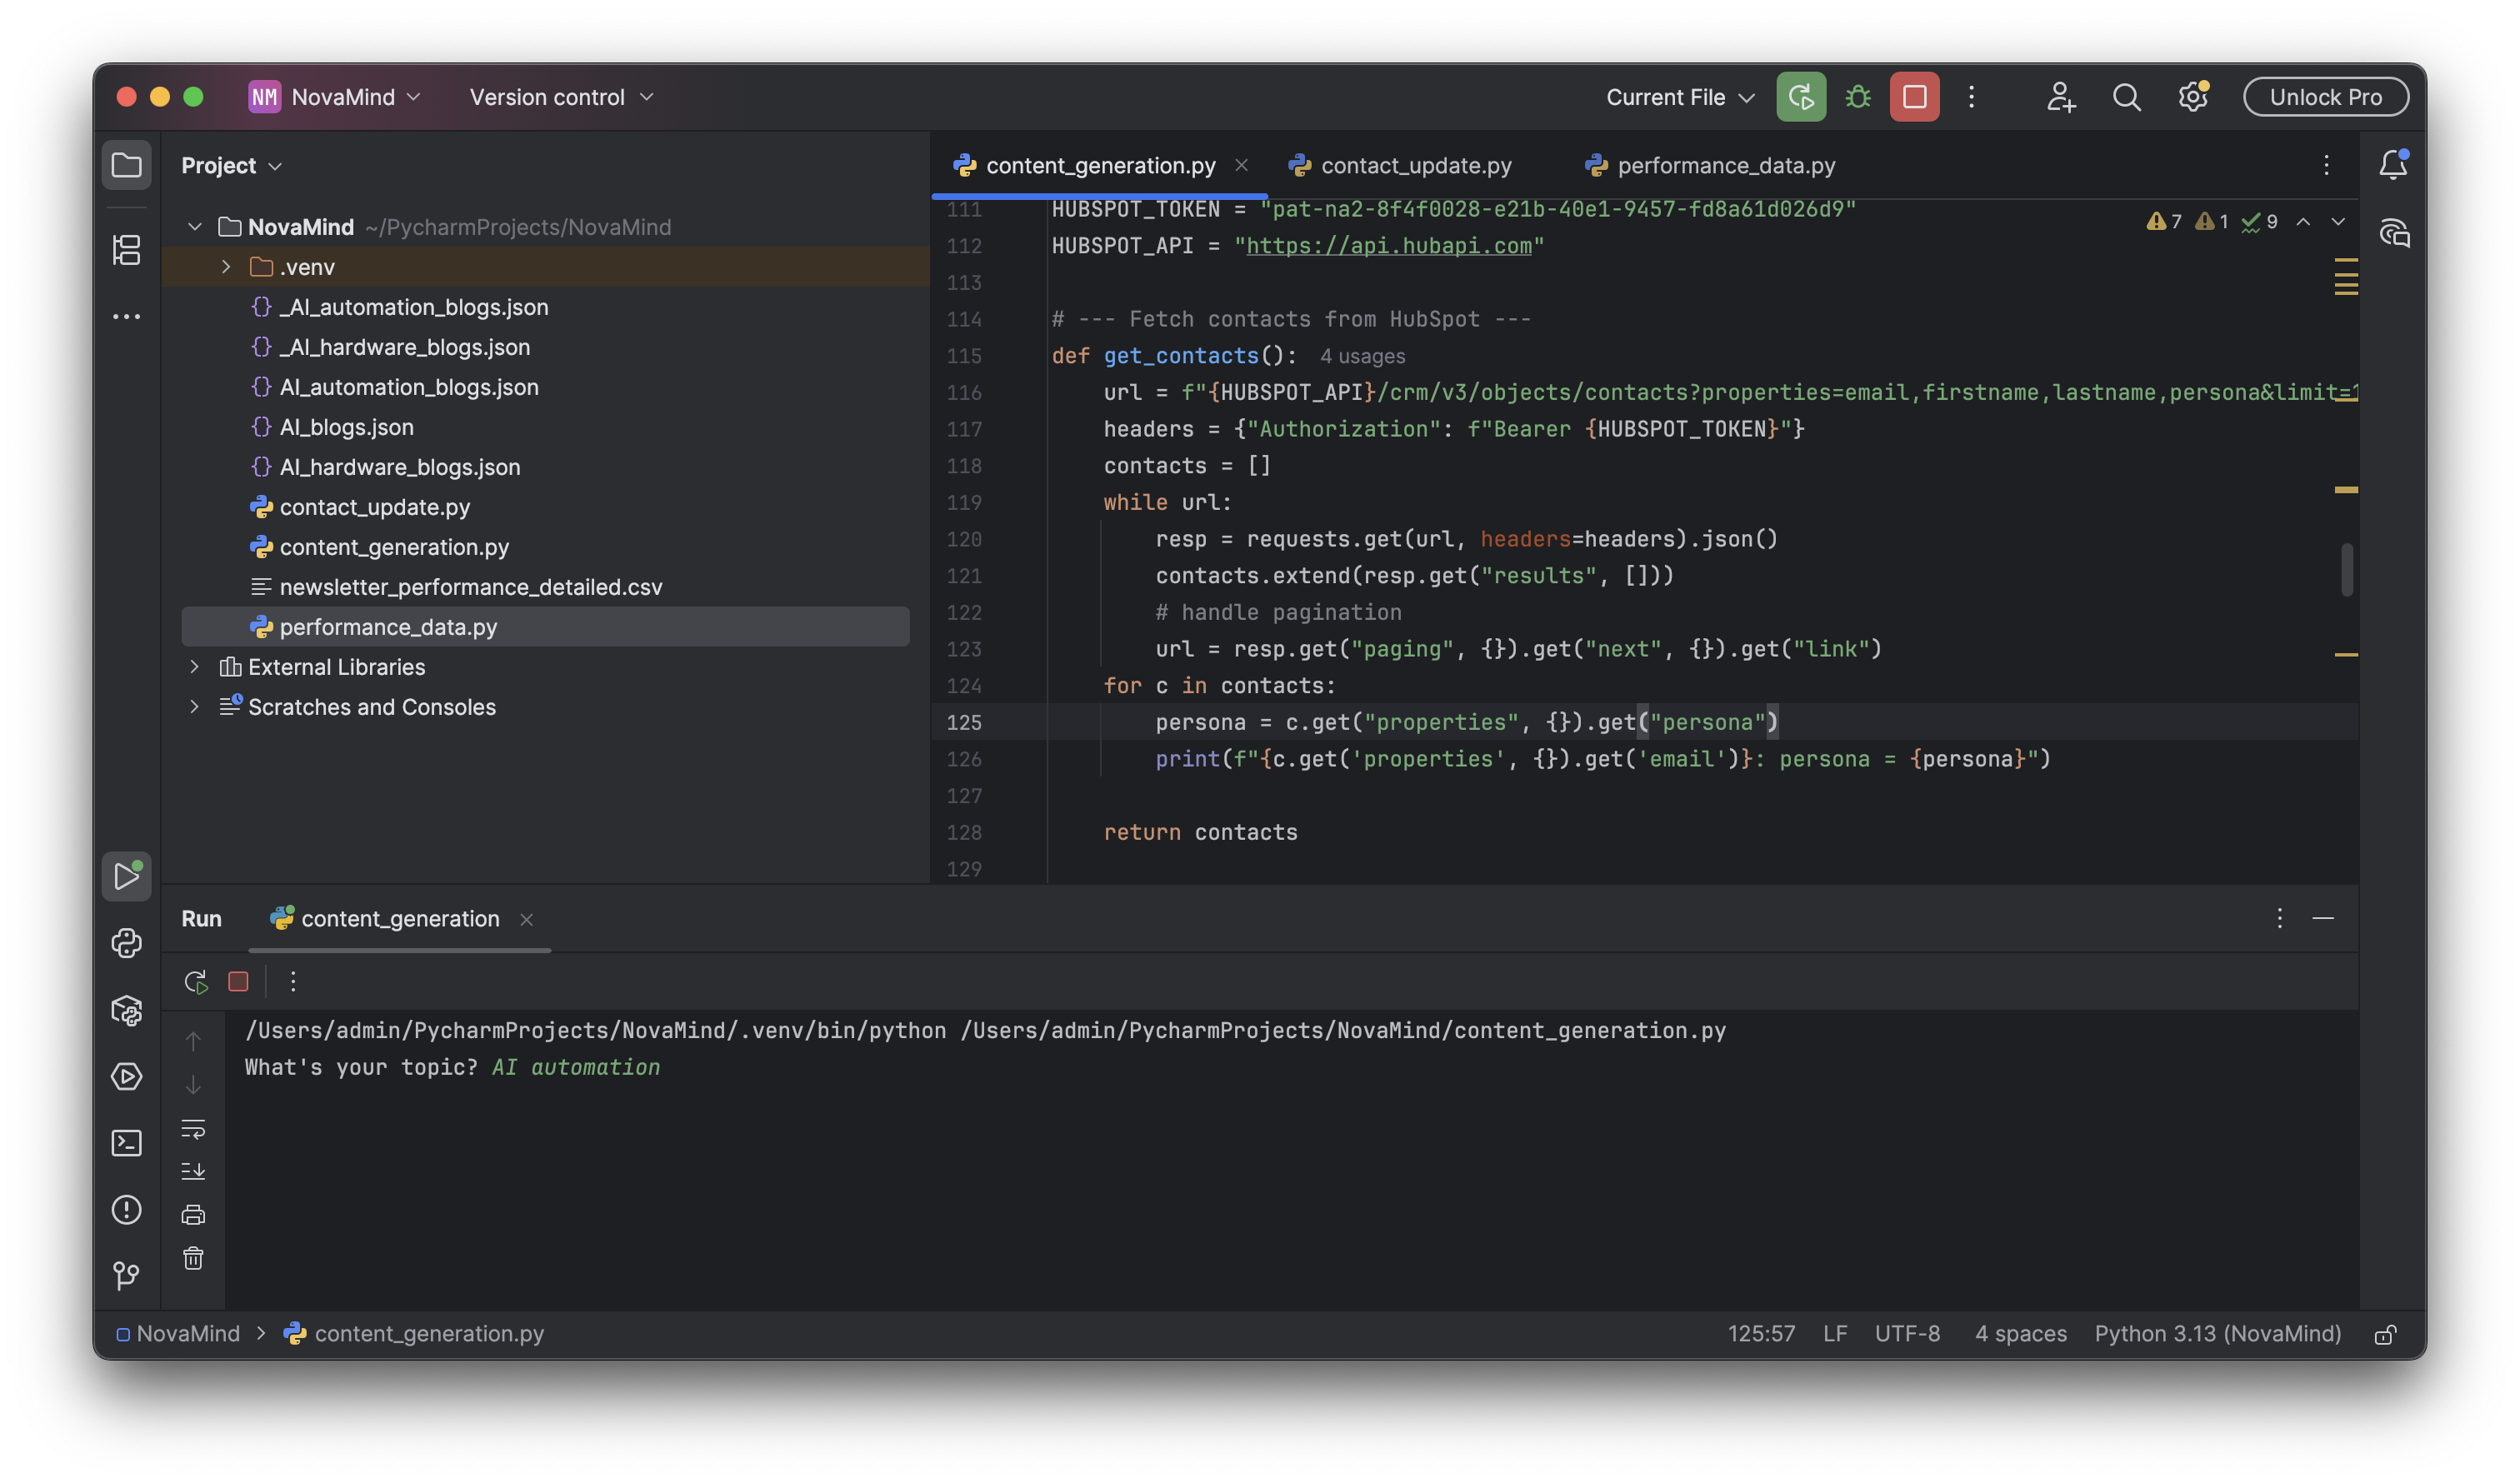 NM NovaMind Version control Current File Unlock Pro
Project
NovaMind ~/PycharmProjects/NovaMind
.venv
_AI_automation_blogs.json
_AI_hardware_blogs.json
AI_automation_blogs.json
AI_blogs.json
AI_hardware_blogs.json
contact_update.py
content_generation.py
newsletter_performance_detailed.csv
performance_data.py
External Libraries
Scratches and Consoles
content_generation.py contact_update.py performance_data.py
7 1 9
111 HUBSPOT_TOKEN = "pat-na2-8f4f0028-e21b-40e1-9457-fd8a61d026d9"
112 HUBSPOT_API = "https://api.hubapi.com"
113
114 # --- Fetch contacts from HubSpot ---
115 def get_contacts(): 4 usages
116     url = f"{HUBSPOT_API}/crm/v3/objects/contacts?properties=email,firstname,lastname,persona&limit=1
117     headers = {"Authorization": f"Bearer {HUBSPOT_TOKEN}"}
118     contacts = []
119     while url:
120         resp = requests.get(url, headers=headers).json()
121         contacts.extend(resp.get("results", []))
122         # handle pagination
123         url = resp.get("paging", {}).get("next", {}).get("link")
124     for c in contacts:
125         persona = c.get("properties", {}).get("persona")
126         print(f"{c.get('properties', {}).get('email')}: persona = {persona}")
127
128     return contacts
129
Run content_generation
/Users/admin/PycharmProjects/NovaMind/.venv/bin/python /Users/admin/PycharmProjects/NovaMind/content_generation.py
What's your topic? AI automation
NovaMind > content_generation.py 125:57 LF UTF-8 4 spaces Python 3.13 (NovaMind)